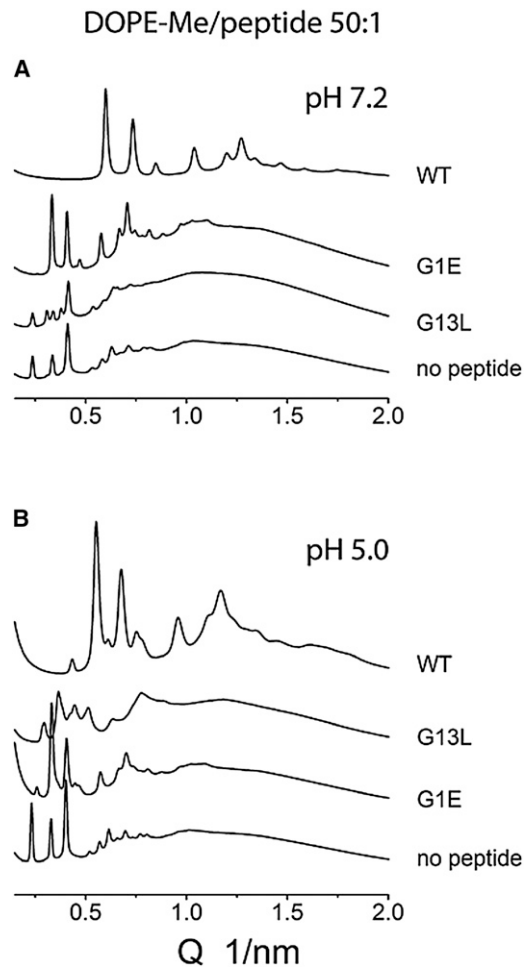 DOPE-Me/peptide 50:1
A
pH 7.2
WT
G1E
G13L
no peptide
0.5 1.0 1.5 2.0
B
pH 5.0
WT
G13L
G1E
no peptide
0.5 1.0 1.5 2.0
Q 1/nm